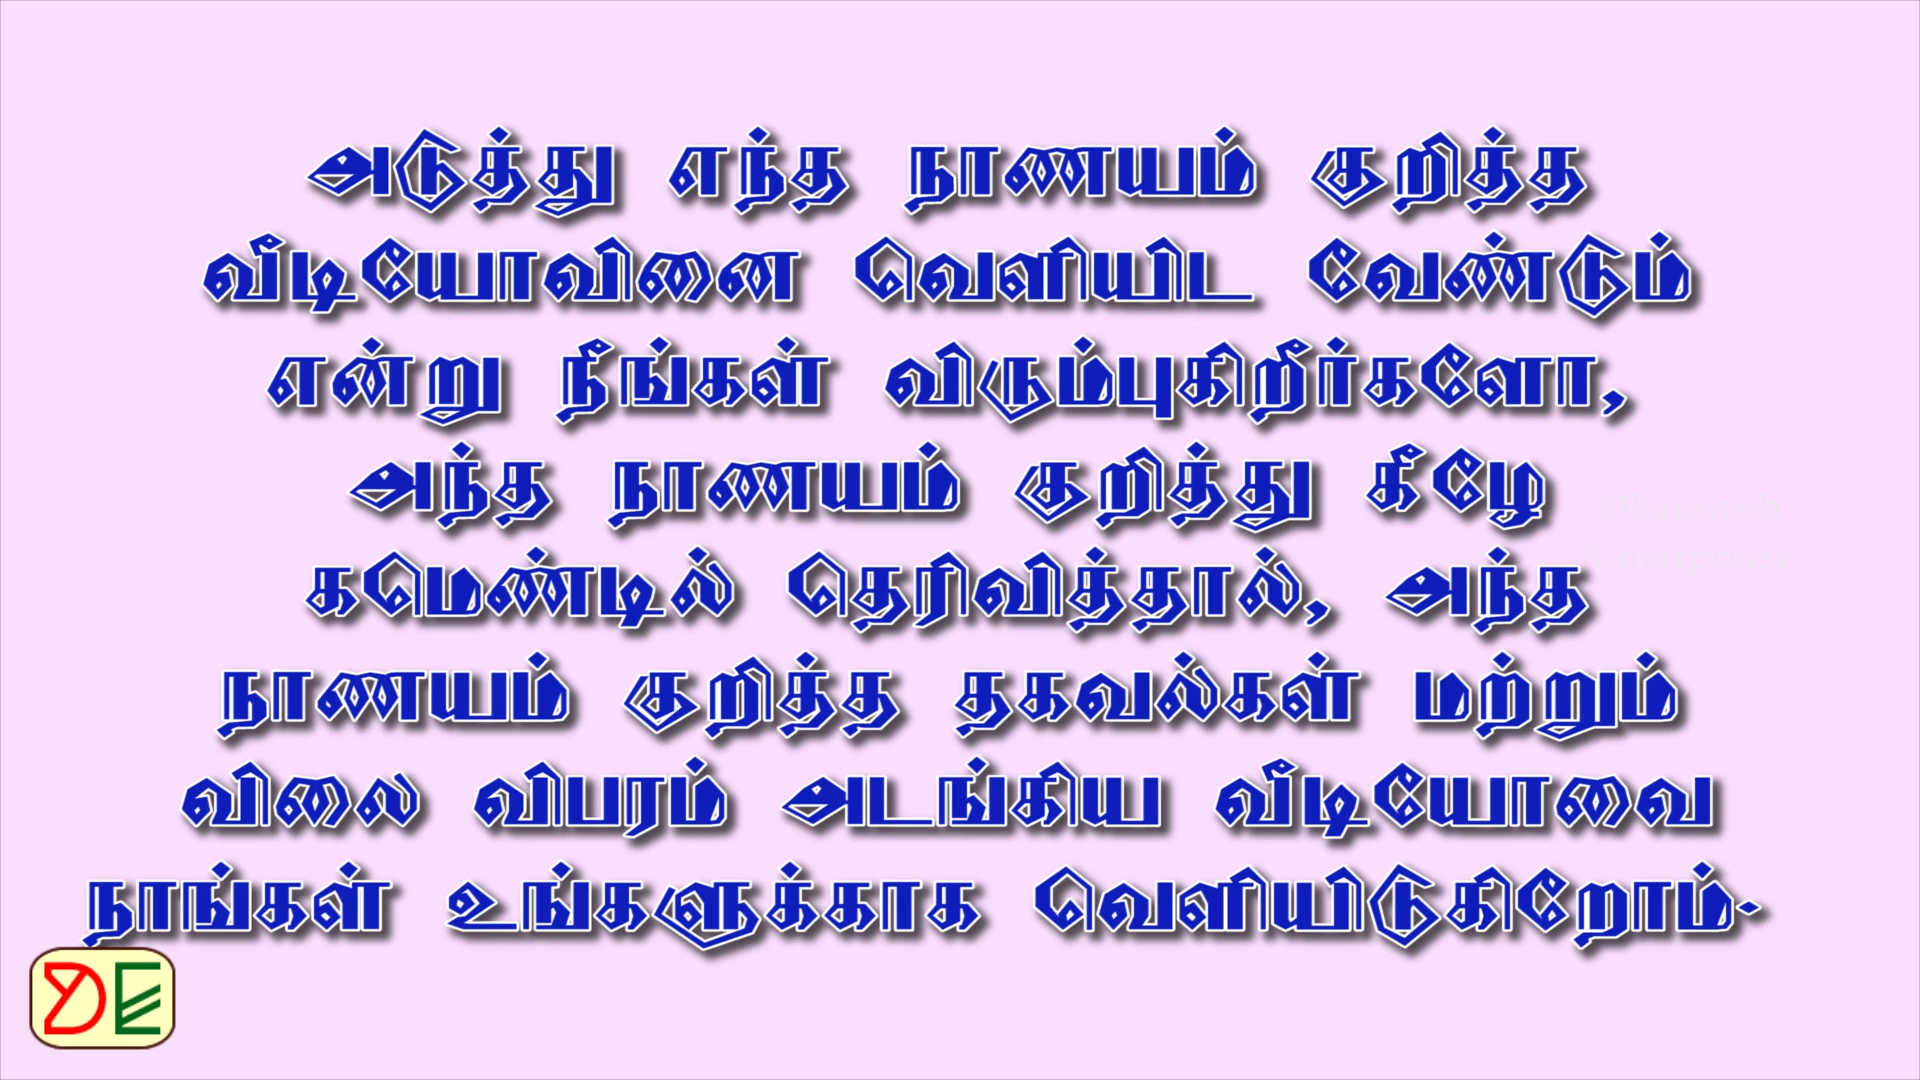 அடுத்து எந்த நாணயம் குறித்த
வீடியோவினை வெளியிட வேண்டும்
என்று நீங்கள் விரும்புகிறீர்களோ,
அந்த நாணயம் குறித்து கீழே
கமெண்டில் தெரிவித்தால், அந்த
நாணயம் குறித்த தகவல்கள் மற்றும்
விலை விபரம் அடங்கிய வீடியோவை
நாங்கள் உங்களுக்காக வெளியிடுகிறோம்-
DE